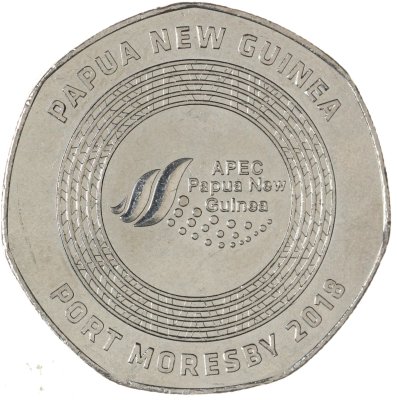 PAPUA NEW GUINEA
APEC
Papua New
Guinea
PORT MORESBY 2018